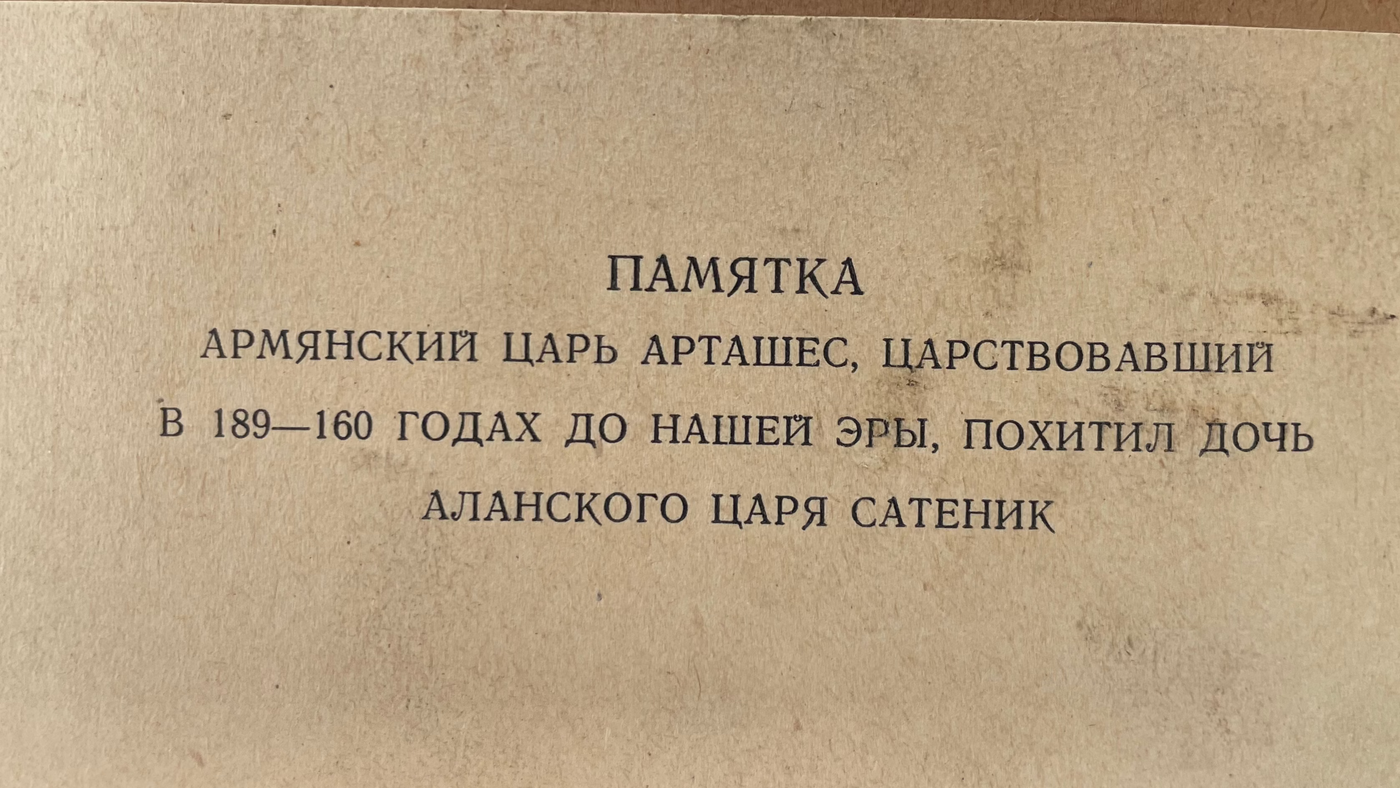 ПАМЯТКА
АРМЯНСКИЙ ЦАРЬ АРТАШЕС, ЦАРСТВОВАВШИЙ
В 189—160 ГОДАХ ДО НАШЕЙ ЭРЫ, ПОХИТИЛ ДОЧЬ
АЛАНСКОГО ЦАРЯ САТЕНИК